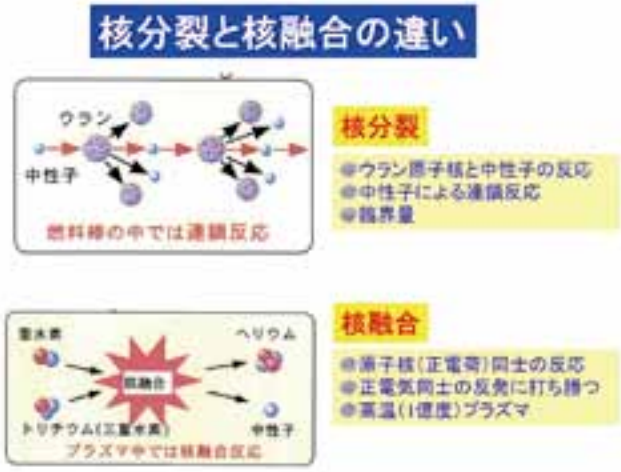 核分裂と核融合の違い
ウラン
中性子
燃料棒の中では連鎖反応
核分裂
@ウラン原子核と中性子の反応
@中性子による連鎖反応
@臨界量
重水素
ヘリウム
核融合
トリチウム(三重水素)
中性子
プラズマ中では核融合反応
核融合
@原子核(正電荷)同士の反応
@正電気同士の反発に打ち勝つ
@高温(1億度)プラズマ